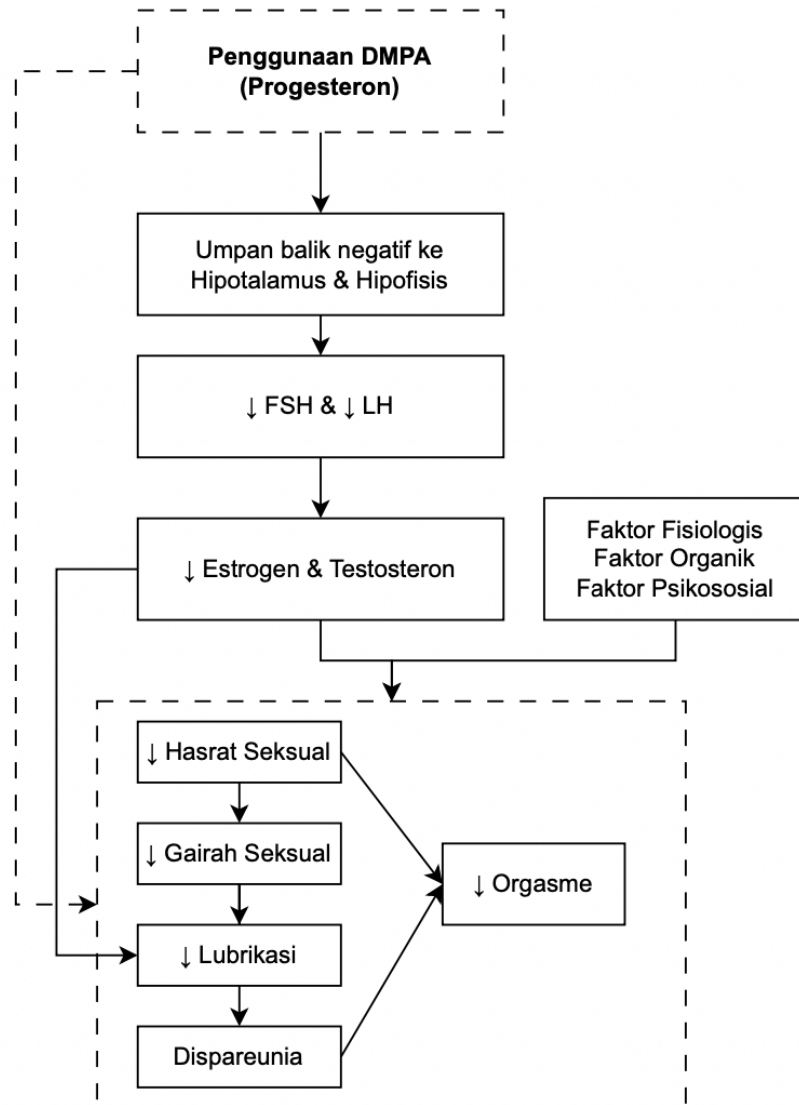 Penggunaan DMPA
(Progesteron)
Umpan balik negatif ke
Hipotalamus & Hipofisis
↓ FSH & ↓ LH
↓ Estrogen & Testosteron
Faktor Fisiologis
Faktor Organik
Faktor Psikososial
↓ Hasrat Seksual
↓ Gairah Seksual
↓ Orgasme
↓ Lubrikasi
Dispareunia